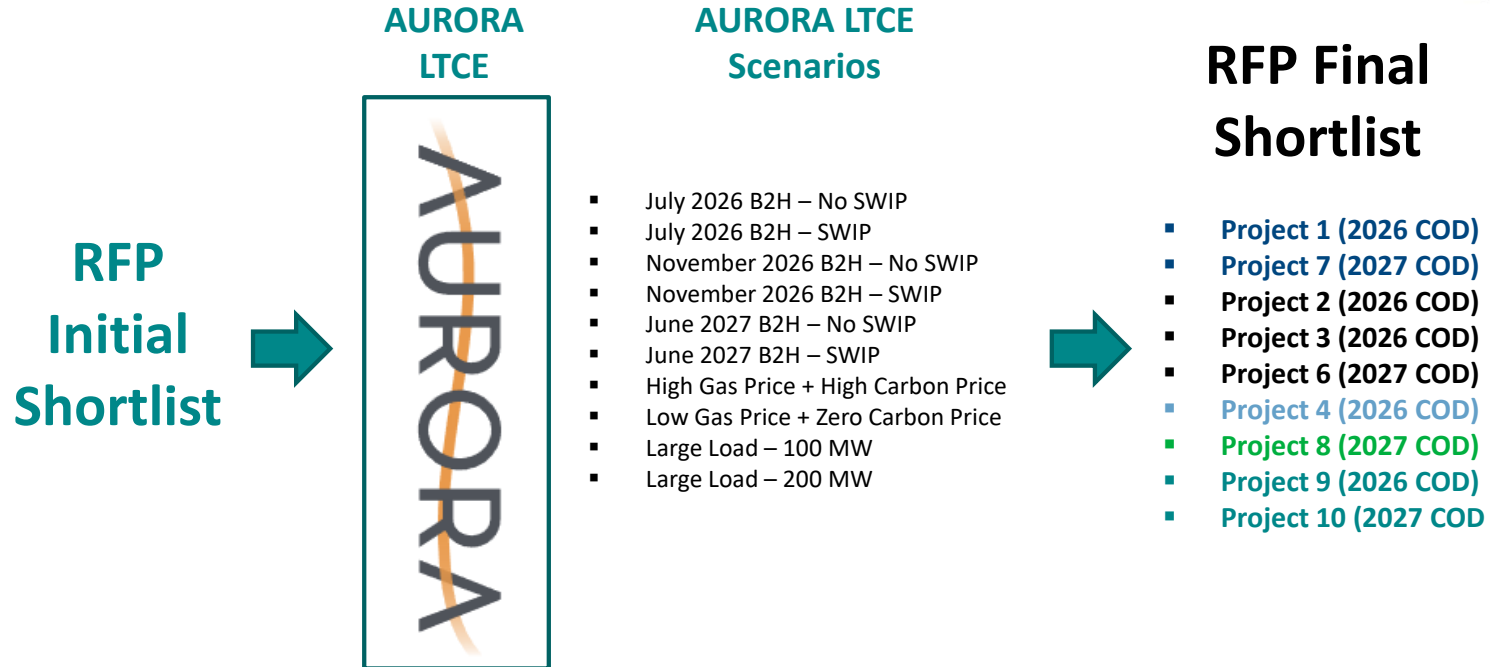 RFP
Initial
Shortlist
AURORA
LTCE
AURORA
AURORA LTCE
Scenarios
▪ July 2026 B2H – No SWIP
▪ July 2026 B2H – SWIP
▪ November 2026 B2H – No SWIP
▪ November 2026 B2H – SWIP
▪ June 2027 B2H – No SWIP
▪ June 2027 B2H – SWIP
▪ High Gas Price + High Carbon Price
▪ Low Gas Price + Zero Carbon Price
▪ Large Load – 100 MW
▪ Large Load – 200 MW
RFP Final
Shortlist
▪ Project 1 (2026 COD)
▪ Project 7 (2027 COD)
▪ Project 2 (2026 COD)
▪ Project 3 (2026 COD)
▪ Project 6 (2027 COD)
▪ Project 4 (2026 COD)
▪ Project 8 (2027 COD)
▪ Project 9 (2026 COD)
▪ Project 10 (2027 COD